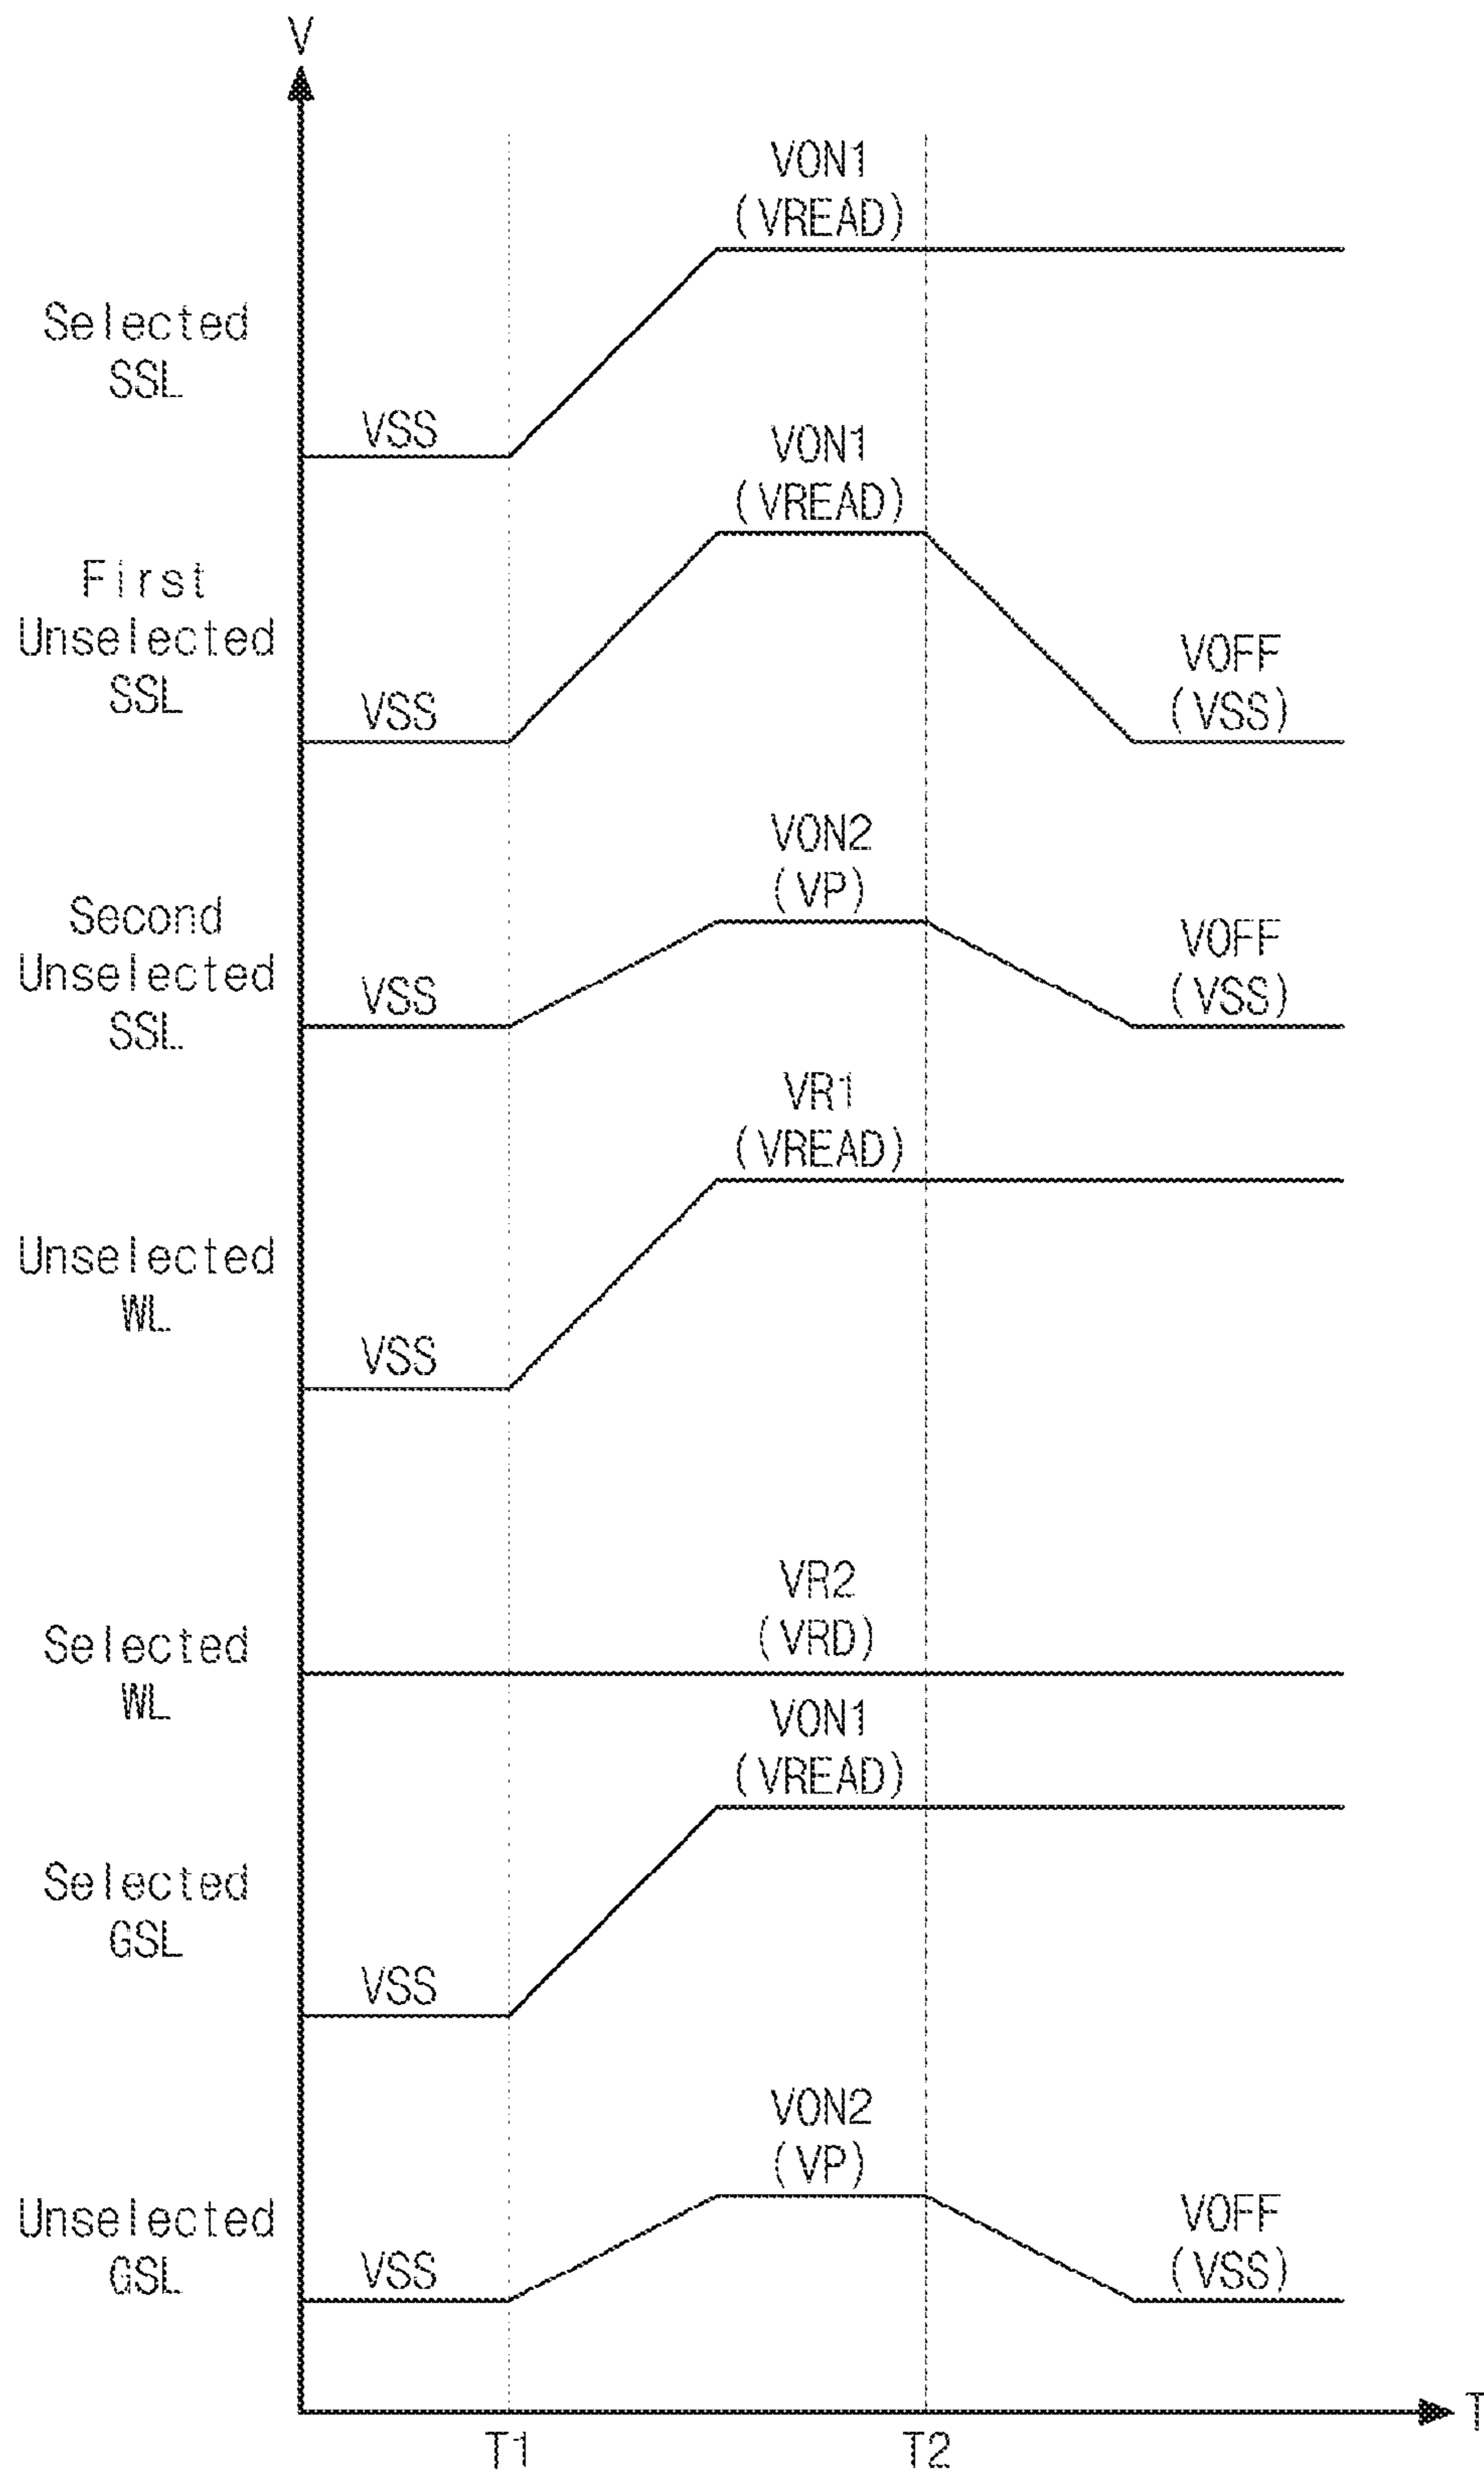 V
VON1
(VREAD)
Selected
SSL
VSS
VON1
(VREAD)
First
Unselected
SSL
VSS
VOFF
(VSS)
VON2
(VP)
Second
Unselected
SSL
VSS
VOFF
(VSS)
VR1
(VREAD)
Unselected
WL
VSS
VR2
(VRD)
Selected
WL
VON1
(VREAD)
Selected
GSL
VSS
VON2
(VP)
Unselected
GSL
VSS
VOFF
(VSS)
T
T1 T2